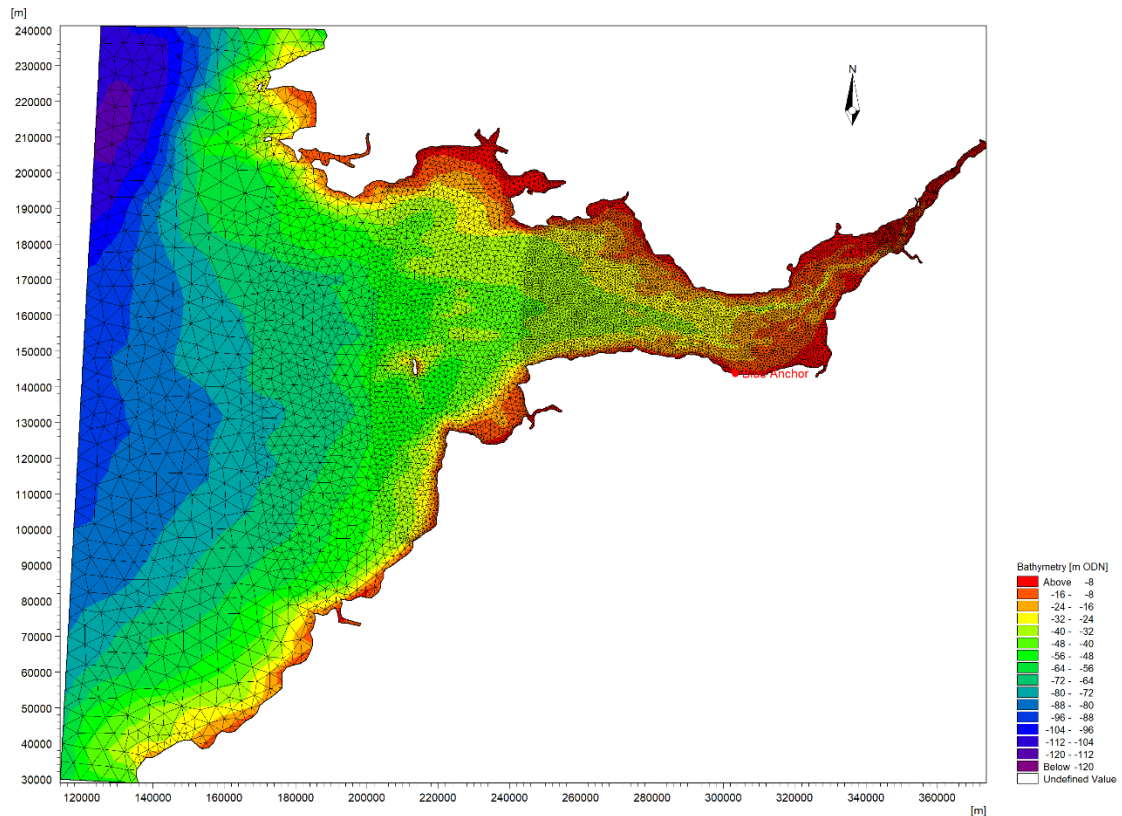 [m]
240000
230000
220000
210000
200000
190000
180000
170000
160000
150000
140000
130000
120000
110000
100000
90000
80000
70000
60000
50000
40000
30000
N
Blue Anchor
120000 140000 160000 180000 200000 220000 240000 260000 280000 300000 320000 340000 360000
[m]
Bathymetry [m ODN]
Above -8
-16 - -8
-24 - -16
-32 - -24
-40 - -32
-48 - -40
-56 - -48
-64 - -56
-72 - -64
-80 - -72
-88 - -80
-96 - -88
-104 - -96
-112 - -104
-120 - -112
Below -120
Undefined Value